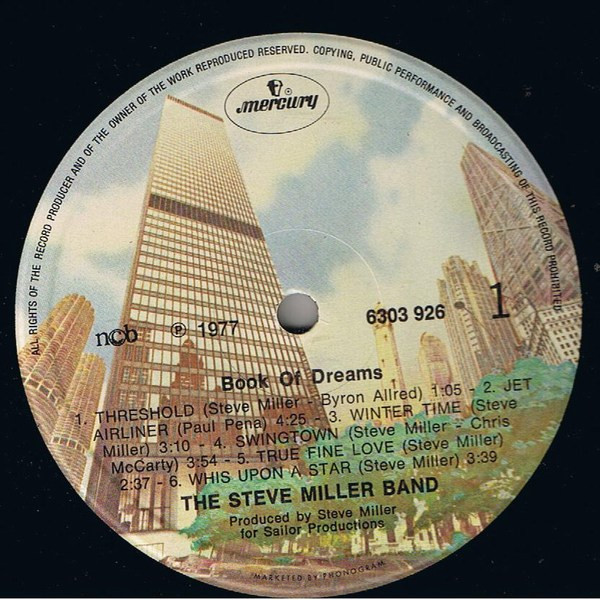 ALL RIGHTS OF THE RECORD PRODUCER AND OF THE OWNER OF THE WORK REPRODUCED RESERVED. COPYING, PUBLIC PERFORMANCE AND BROADCASTING OF THIS RECORD PROHIBITED
mercury
ncb ℗ 1977
6303 926 1
Book Of Dreams
1. THRESHOLD (Steve Miller - Byron Allred) 1:05 - 2. JET
AIRLINER (Paul Pena) 4:25 - 3. WINTER TIME (Steve
Miller) 3:10 - 4. SWINGTOWN (Steve Miller - Chris
McCarty) 3:54 - 5. TRUE FINE LOVE (Steve Miller)
2:37 - 6. WHIS UPON A STAR (Steve Miller) 3:39
THE STEVE MILLER BAND
Produced by Steve Miller
for Sailor Productions
MARKETED BY PHONOGRAM